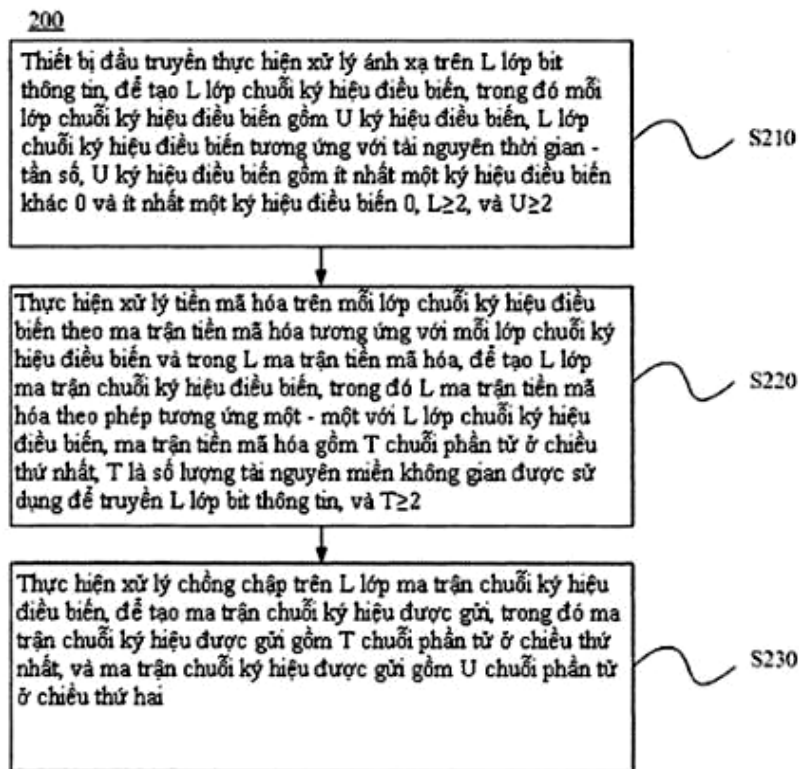 200
Thiết bị đầu truyền thực hiện xử lý ánh xạ trên L lớp bit
thông tin, để tạo L lớp chuỗi ký hiệu điều biến, trong đó mỗi
lớp chuỗi ký hiệu điều biến gồm U ký hiệu điều biến, L lớp
chuỗi ký hiệu điều biến tương ứng với tài nguyên thời gian -
tần số, U ký hiệu điều biến gồm ít nhất một ký hiệu điều biến
khác 0 và ít nhất một ký hiệu điều biến 0, L≥2, và U≥2
S210
Thực hiện xử lý tiền mã hóa trên mỗi lớp chuỗi ký hiệu điều
biến theo ma trận tiền mã hóa tương ứng với mỗi lớp chuỗi ký
hiệu điều biến và trong L ma trận tiền mã hóa, để tạo L lớp
ma trận chuỗi ký hiệu điều biến, trong đó L ma trận tiền mã
hóa theo phép tương ứng một - một với L lớp chuỗi ký hiệu
điều biến, ma trận tiền mã hóa gồm T chuỗi phần tử ở chiều
thứ nhất, T là số lượng tài nguyên miền không gian được sử
dụng để truyền L lớp bit thông tin, và T≥2
S220
Thực hiện xử lý chồng chập trên L lớp ma trận chuỗi ký hiệu
điều biến, để tạo ma trận chuỗi ký hiệu được gửi, trong đó ma
trận chuỗi ký hiệu được gửi gồm T chuỗi phần tử ở chiều thứ
nhất, và ma trận chuỗi ký hiệu được gửi gồm U chuỗi phần tử
ở chiều thứ hai
S230